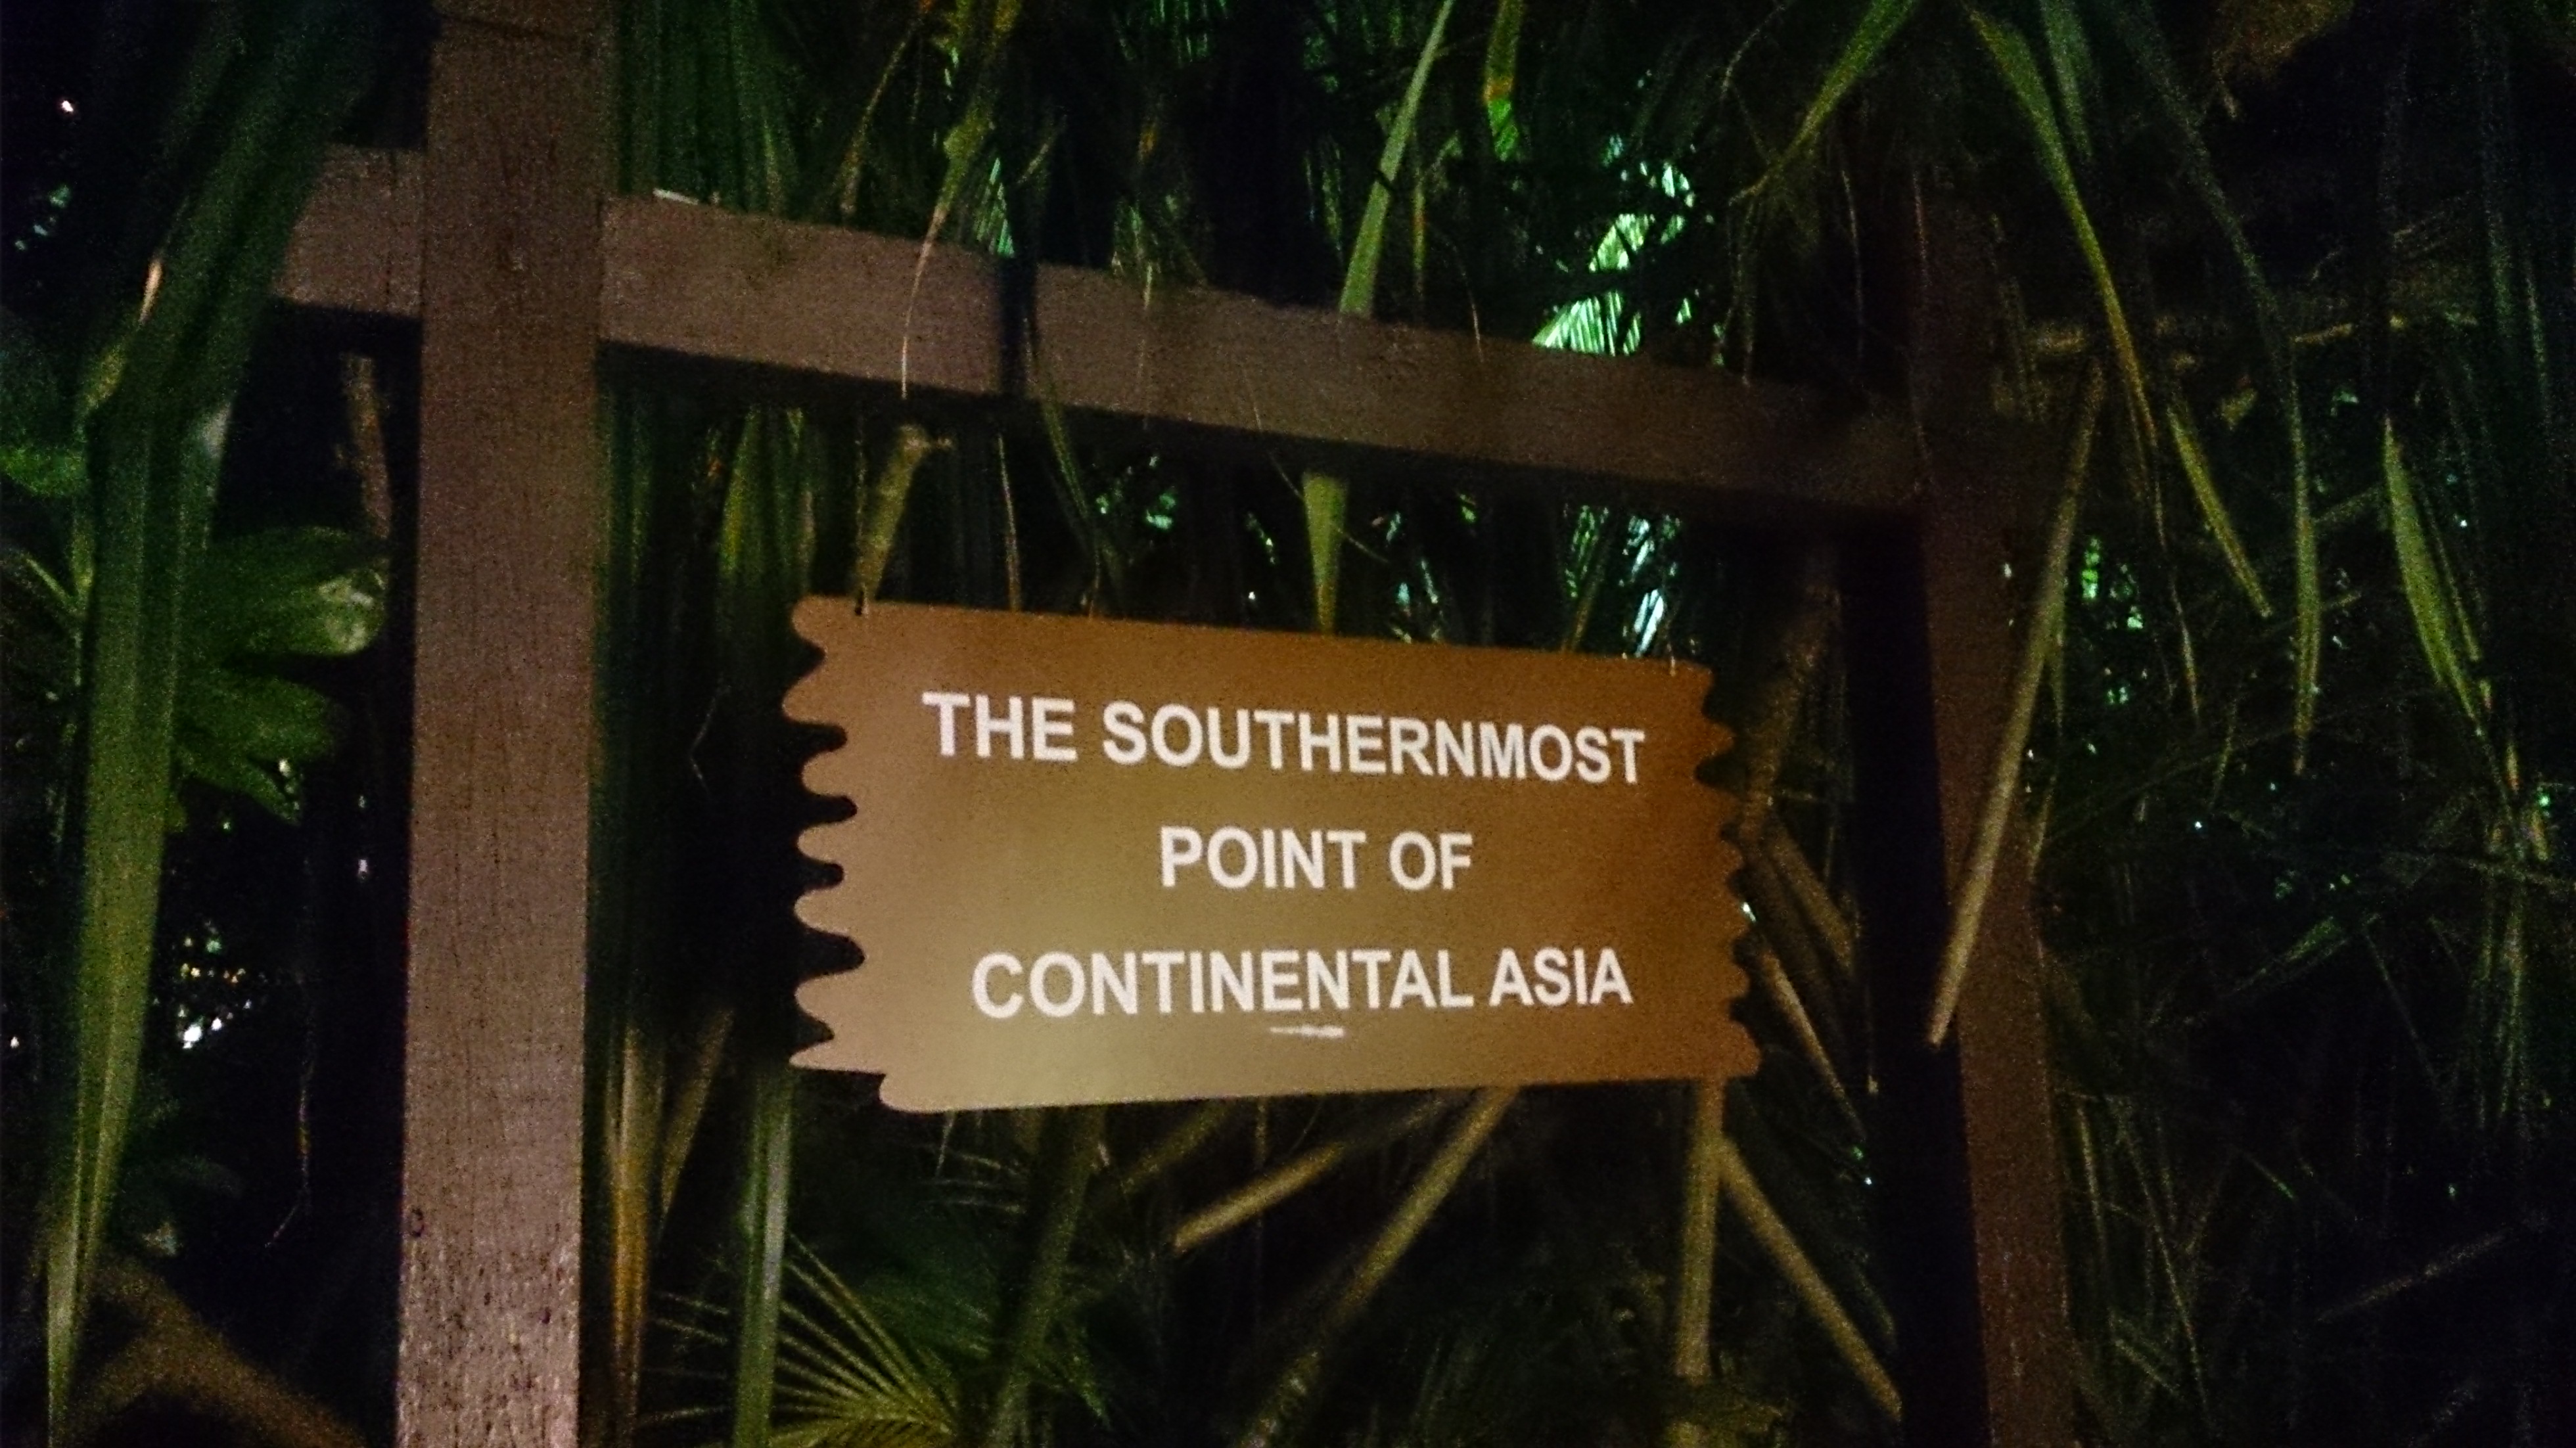 THE SOUTHERNMOST
POINT OF
CONTINENTAL ASIA